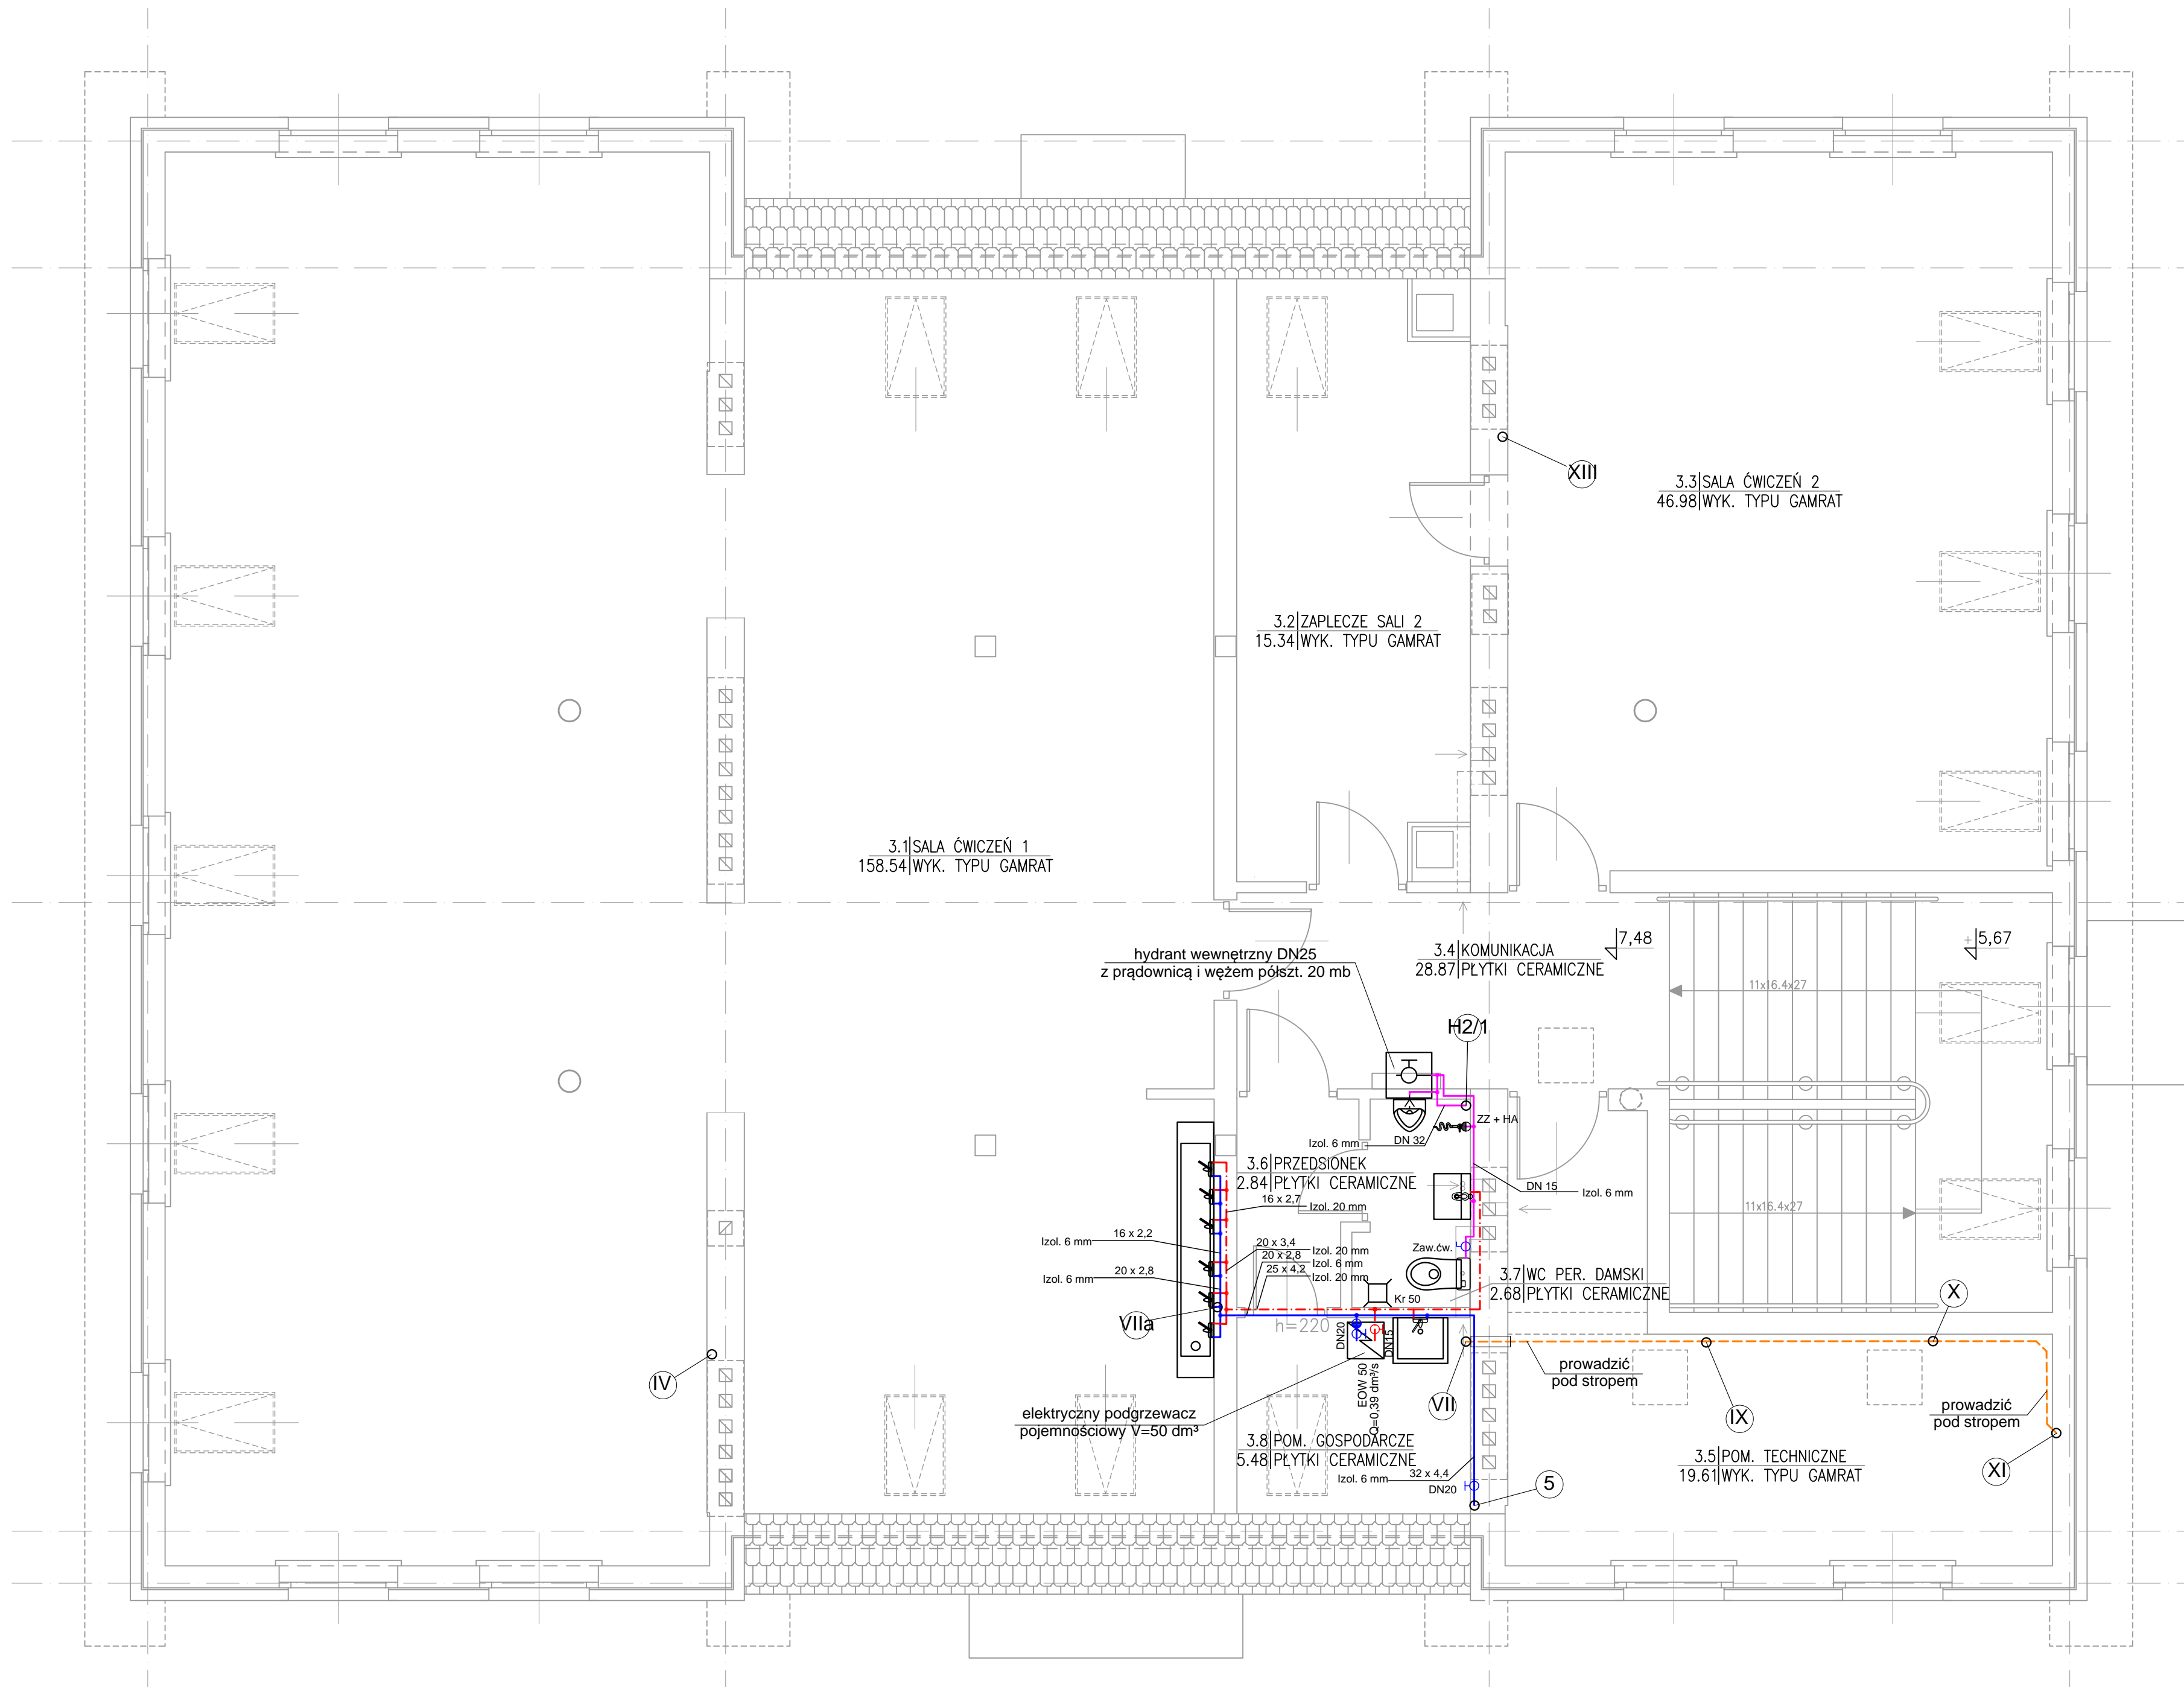 XIII
3.3 SALA ĆWICZEŃ 2
46.98 WYK. TYPU GAMRAT
3.2 ZAPLECZE SALI 2
15.34 WYK. TYPU GAMRAT
3.1 SALA ĆWICZEŃ 1
158.54 WYK. TYPU GAMRAT
hydrant wewnętrzny DN25
z prądownicą i wężem półszt. 20 mb
3.4 KOMUNIKACJA
28.87 PŁYTKI CERAMICZNE
7,48
5,67
11x16.4x27
H2/1
ZZ + HA
DN 32
Izol. 6 mm
3.6 PRZEDSIONEK
2.84 PŁYTKI CERAMICZNE
DN 15
Izol. 6 mm
16 x 2,7
Izol. 20 mm
11x16.4x27
16 x 2,2
Izol. 6 mm
20 x 3,4
Izol. 20 mm
20 x 2,8
Izol. 6 mm
25 x 4,2
Izol. 20 mm
Zaw.ćw.
20 x 2,8
Izol. 6 mm
3.7 WC PER. DAMSKI
2.68 PŁYTKI CERAMICZNE
Kr 50
X
VIIa
h=220
DN20
DN15
prowadzić
pod stropem
IV
EOW 50
Q=0,39 dm³/s
VII
IX
prowadzić
pod stropem
elektryczny podgrzewacz
pojemnościowy V=50 dm³
3.8 POM. GOSPODARCZE
5.48 PŁYTKI CERAMICZNE
3.5 POM. TECHNICZNE
19.61 WYK. TYPU GAMRAT
XI
32 x 4,4
Izol. 6 mm
DN20
5